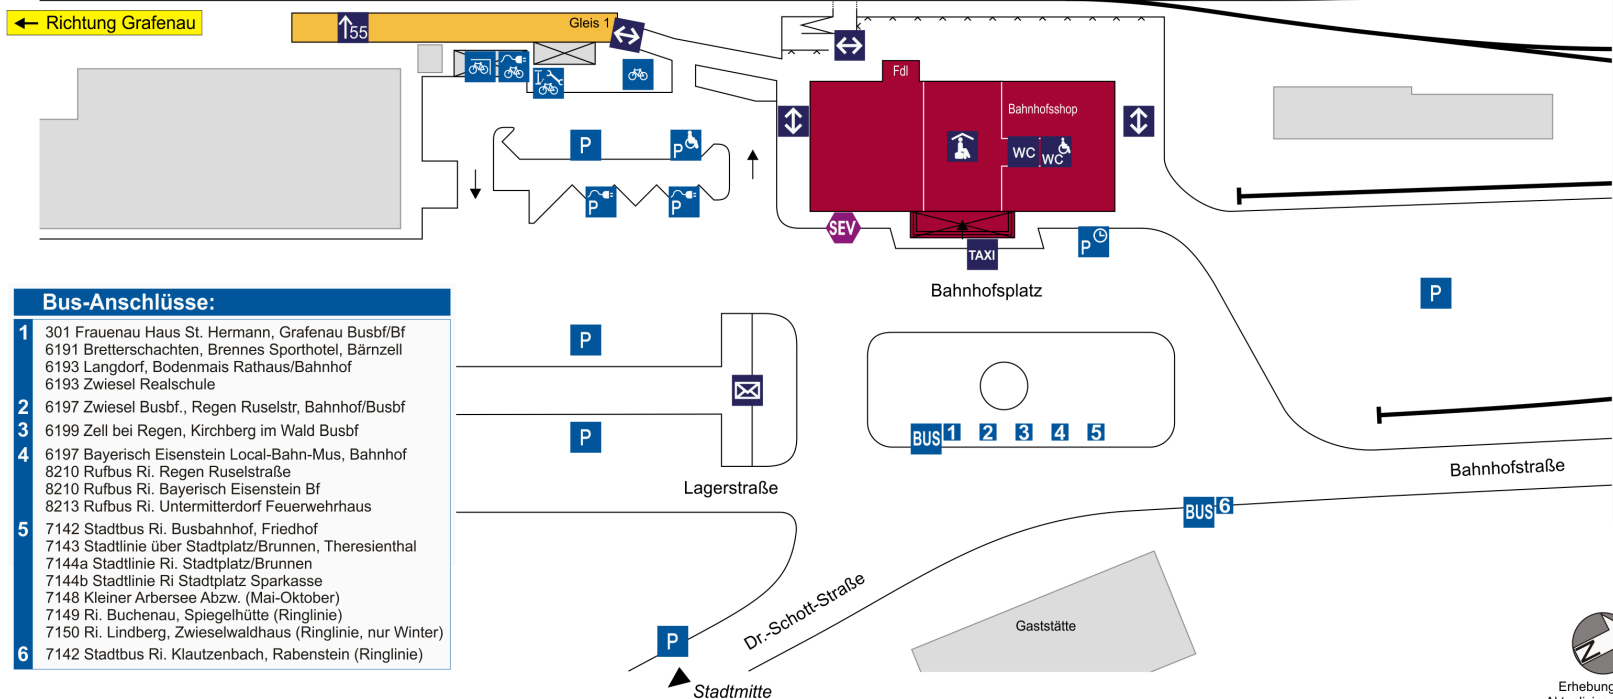 ← Richtung Grafenau
↑55
Gleis 1
Fdl
Bahnhofsshop
WC
WC
P
P
P
P
SEV
TAXI
P
Bahnhofsplatz
P
Bus-Anschlüsse:
1 301 Frauenau Haus St. Hermann, Grafenau Busbf/Bf
6191 Bretterschachten, Brennes Sporthotel, Bärnzell
6193 Langdorf, Bodenmais Rathaus/Bahnhof
6193 Zwiesel Realschule
2 6197 Zwiesel Busbf., Regen Ruselstr, Bahnhof/Busbf
3 6199 Zell bei Regen, Kirchberg im Wald Busbf
4 6197 Bayerisch Eisenstein Local-Bahn-Mus, Bahnhof
8210 Rufbus Ri. Regen Ruselstraße
8210 Rufbus Ri. Bayerisch Eisenstein Bf
8213 Rufbus Ri. Untermitterdorf Feuerwehrhaus
5 7142 Stadtbus Ri. Busbahnhof, Friedhof
7143 Stadtlinie über Stadtplatz/Brunnen, Theresienthal
7144a Stadtlinie Ri. Stadtplatz/Brunnen
7144b Stadtlinie Ri Stadtplatz Sparkasse
7148 Kleiner Arbersee Abzw. (Mai-Oktober)
7149 Ri. Buchenau, Spiegelhütte (Ringlinie)
7150 Ri. Lindberg, Zwieselwaldhaus (Ringlinie, nur Winter)
6 7142 Stadtbus Ri. Klautzenbach, Rabenstein (Ringlinie)
P
P
BUS 1 2 3 4 5
Lagerstraße
Bahnhofstraße
BUS 6
Dr.-Schott-Straße
Gaststätte
P
Stadtmitte
N
Erhebung